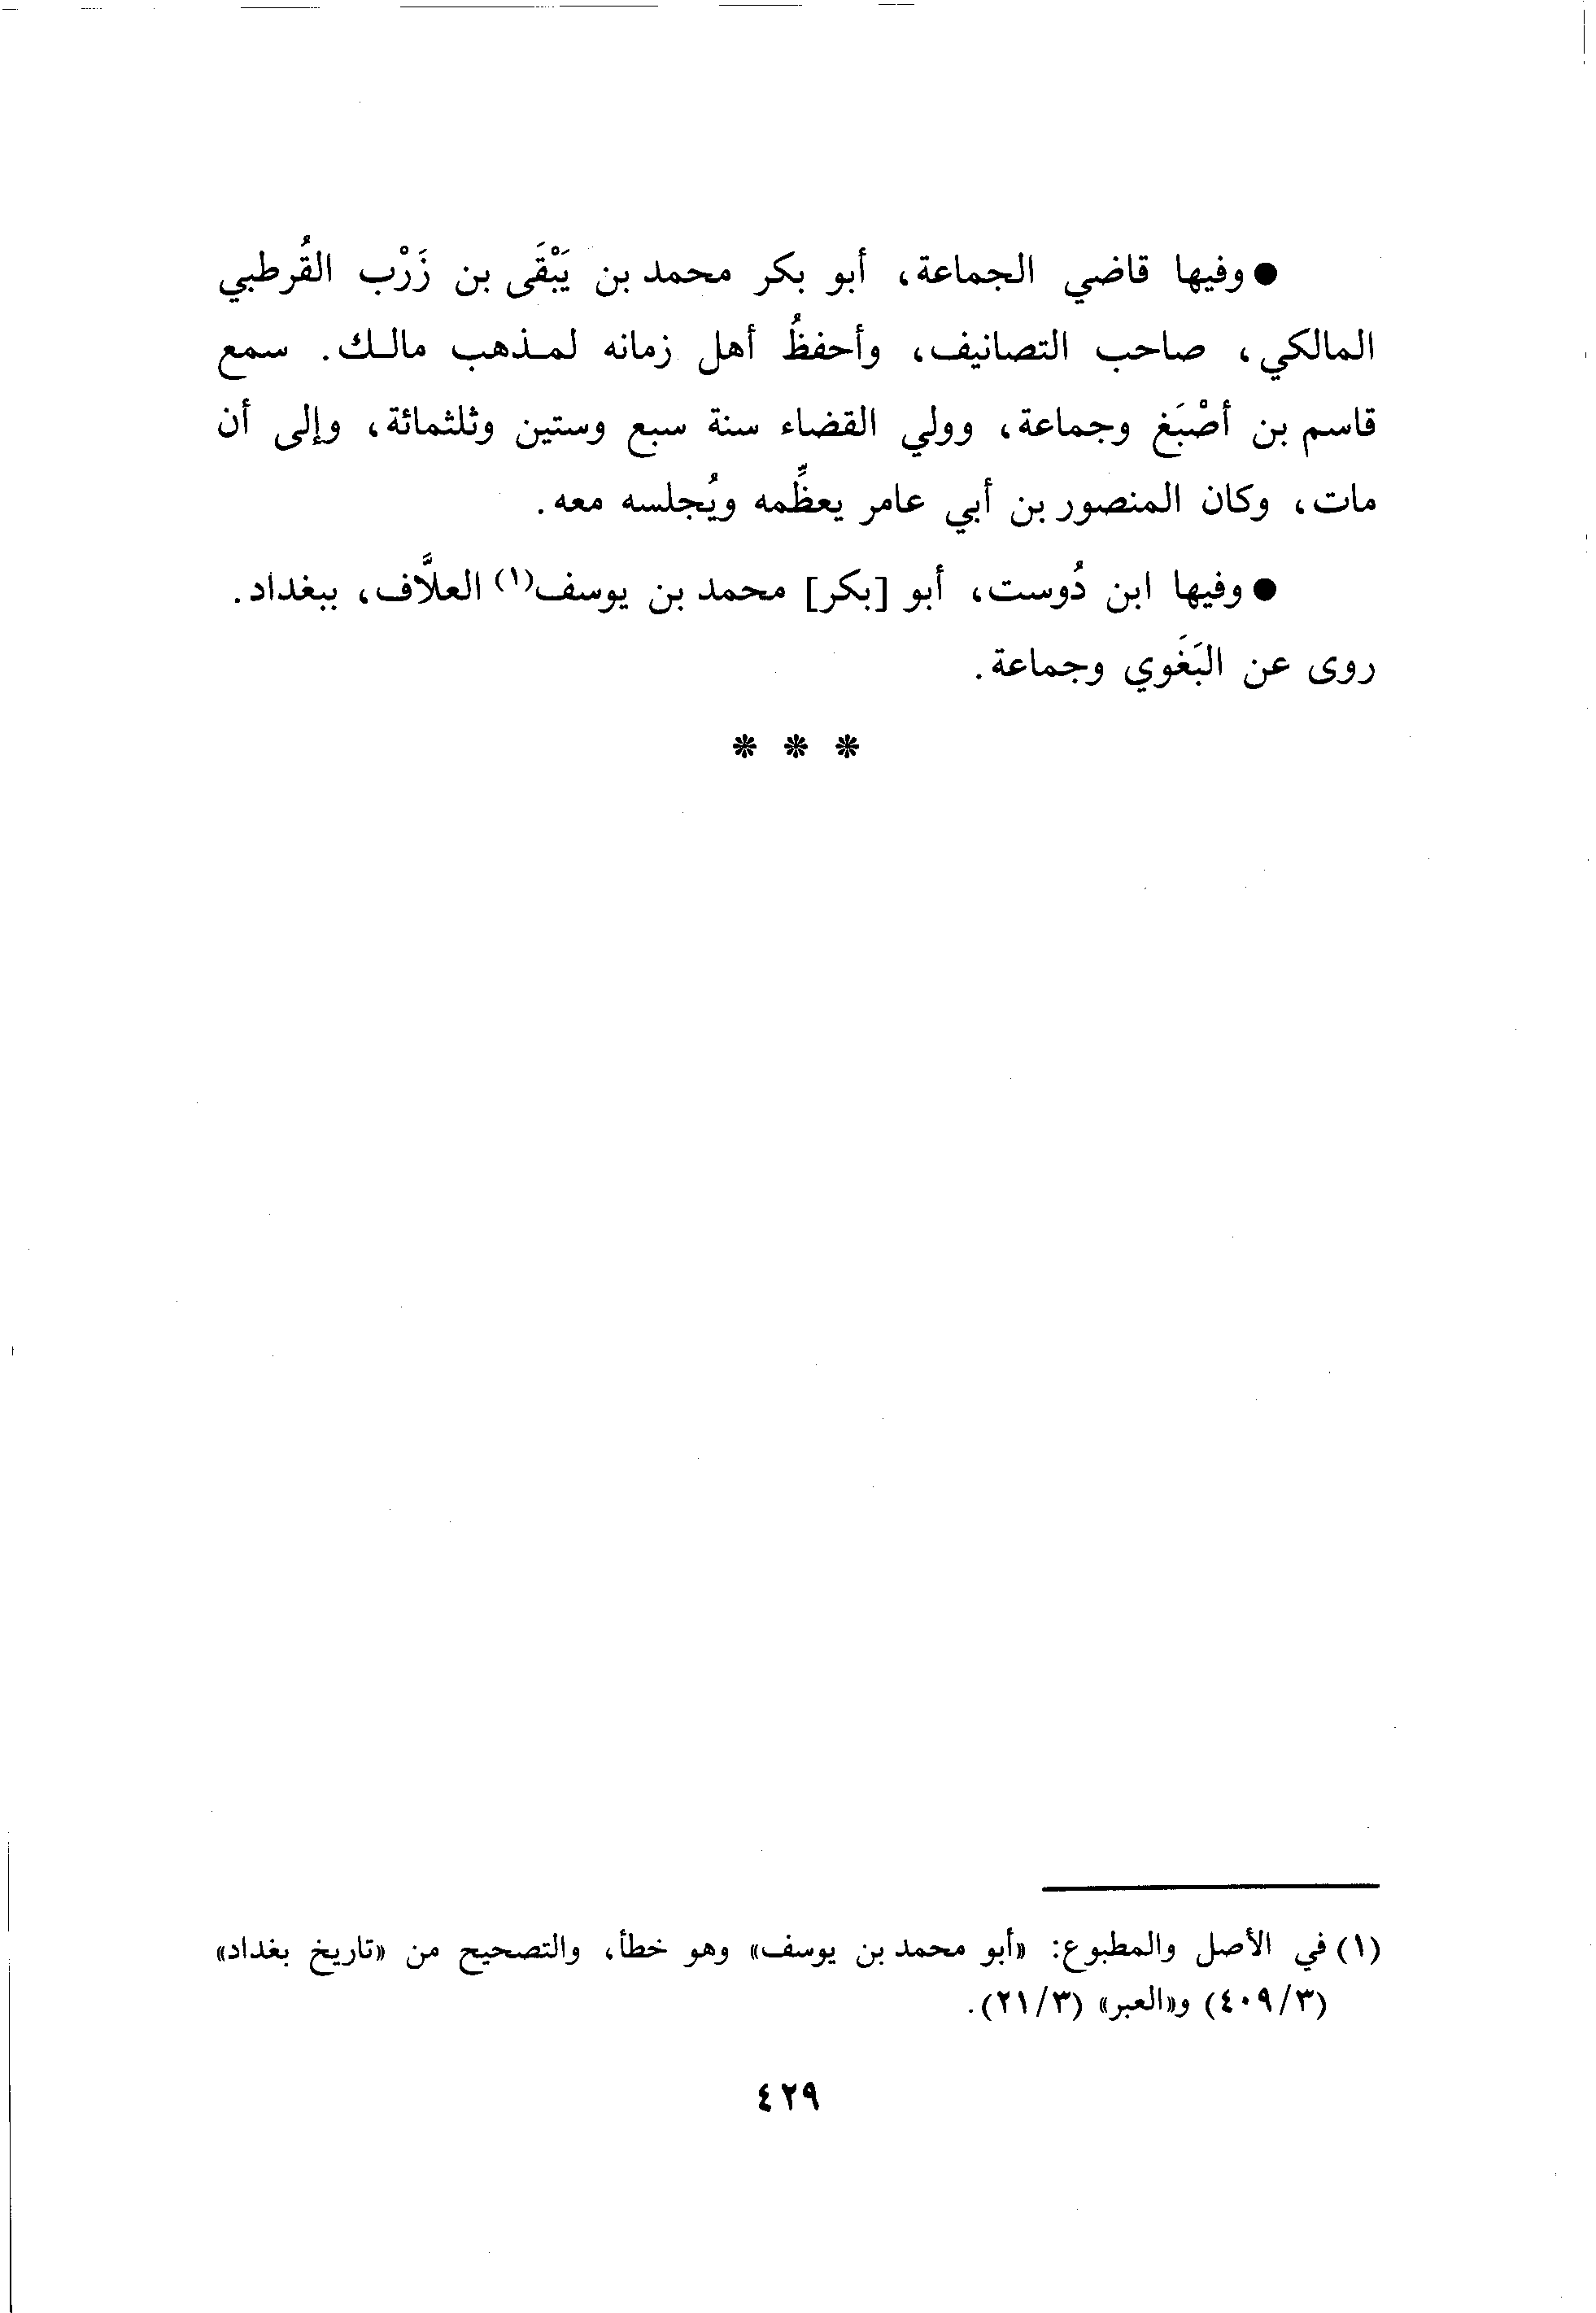 ● وفيها قاضي الجماعة، أبو بكر محمد بن يَبْقَى بن زَرْب القُرطبي
المالكي، صاحب التصانيف، وأحفظُ أهل زمانه لمذهب مالك. سمع
قاسم بن أصْبَغ وجماعة، وولي القضاء سنة سبع وستين وثلثمائة، وإلى أن
مات، وكان المنصور بن أبي عامر يعظِّمه ويُجلسه معه.
● وفيها ابن دُوست، أبو [بكر] محمد بن يوسف(١) العلاَّف، ببغداد.
روى عن البَغَوي وجماعة.
* * *
(١) في الأصل والمطبوع: «أبو محمد بن يوسف» وهو خطأ، والتصحيح من «تاريخ بغداد»
(٤٠٩/٣) و«العبر» (٢١/٣).
٤٢٩